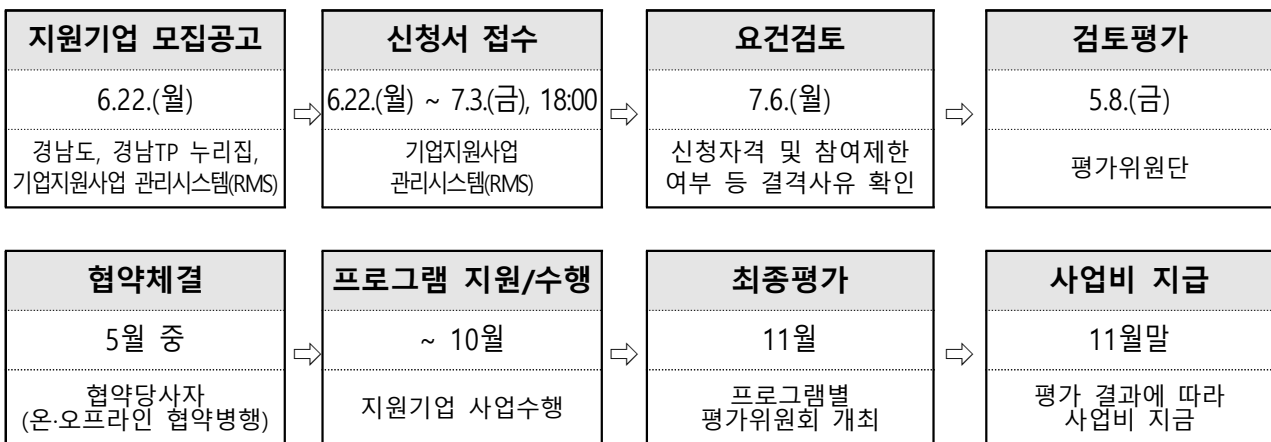 지원기업 모집공고
6.22.(월)
경남도, 경남TP 누리집,
기업지원사업 관리시스템(RMS)
⇨
신청서 접수
6.22.(월) ~ 7.3.(금), 18:00
기업지원사업
관리시스템(RMS)
⇨
요건검토
7.6.(월)
신청자격 및 참여제한
여부 등 결격사유 확인
⇨
검토평가
5.8.(금)
평가위원단
협약체결
5월 중
협약당사자
(온·오프라인 협약병행)
⇨
프로그램 지원/수행
~ 10월
지원기업 사업수행
⇨
최종평가
11월
프로그램별
평가위원회 개최
⇨
사업비 지급
11월말
평가 결과에 따라
사업비 지금